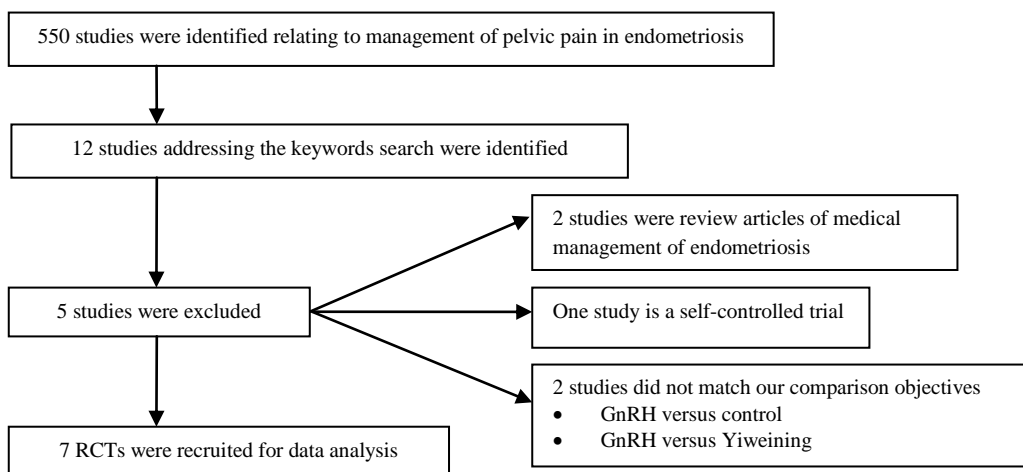 550 studies were identified relating to management of pelvic pain in endometriosis
12 studies addressing the keywords search were identified
2 studies were review articles of medical
management of endometriosis
5 studies were excluded
One study is a self-controlled trial
2 studies did not match our comparison objectives
• GnRH versus control
• GnRH versus Yiweining
7 RCTs were recruited for data analysis